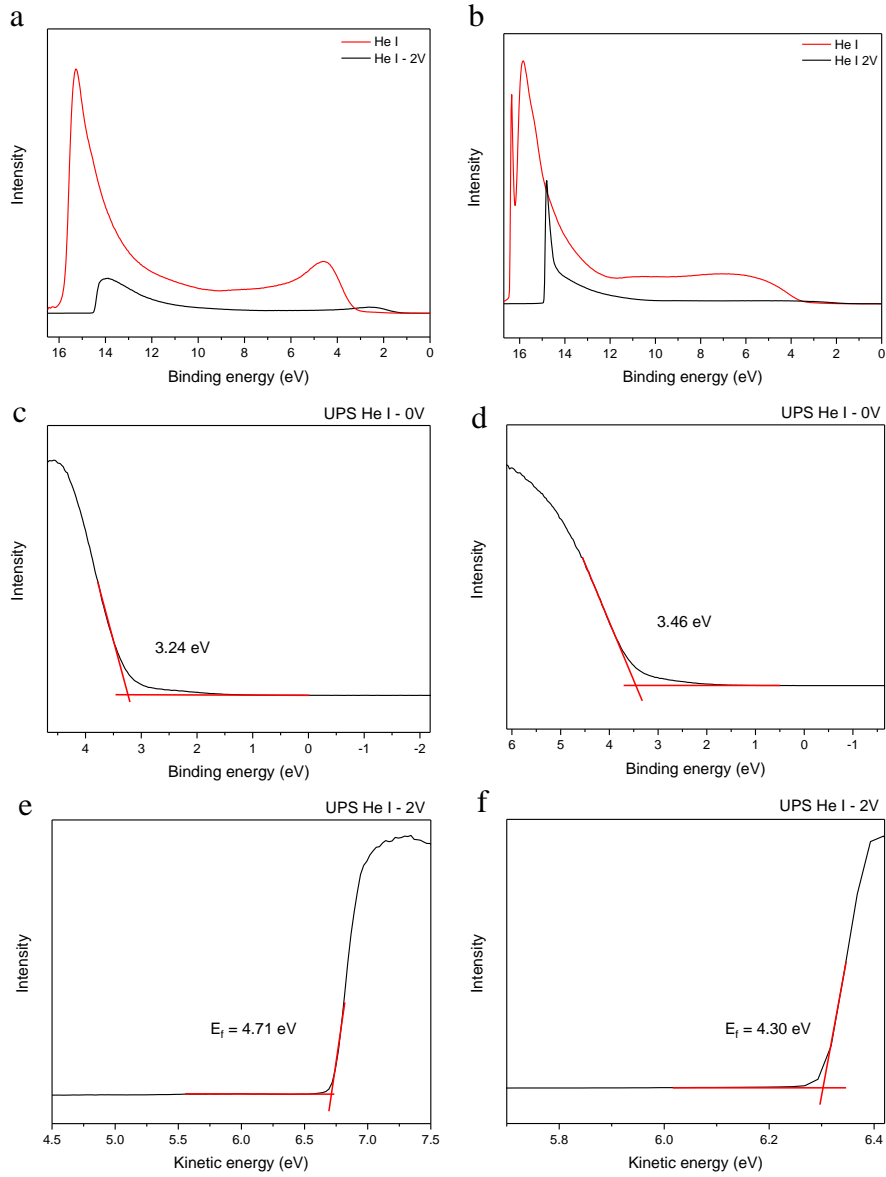 a
He I
He I - 2V
Intensity
16 14 12 10 8 6 4 2 0
Binding energy (eV)
b
He I
He I 2V
Intensity
16 14 12 10 8 6 4 2 0
Binding energy (eV)
c
UPS He I - 0V
Intensity
3.24 eV
4 3 2 1 0 -1 -2
Binding energy (eV)
d
UPS He I - 0V
Intensity
3.46 eV
6 5 4 3 2 1 0 -1
Binding energy (eV)
e
UPS He I - 2V
Intensity
E_f = 4.71 eV
4.5 5.0 5.5 6.0 6.5 7.0 7.5
Kinetic energy (eV)
f
UPS He I - 2V
Intensity
E_f = 4.30 eV
5.8 6.0 6.2 6.4
Kinetic energy (eV)